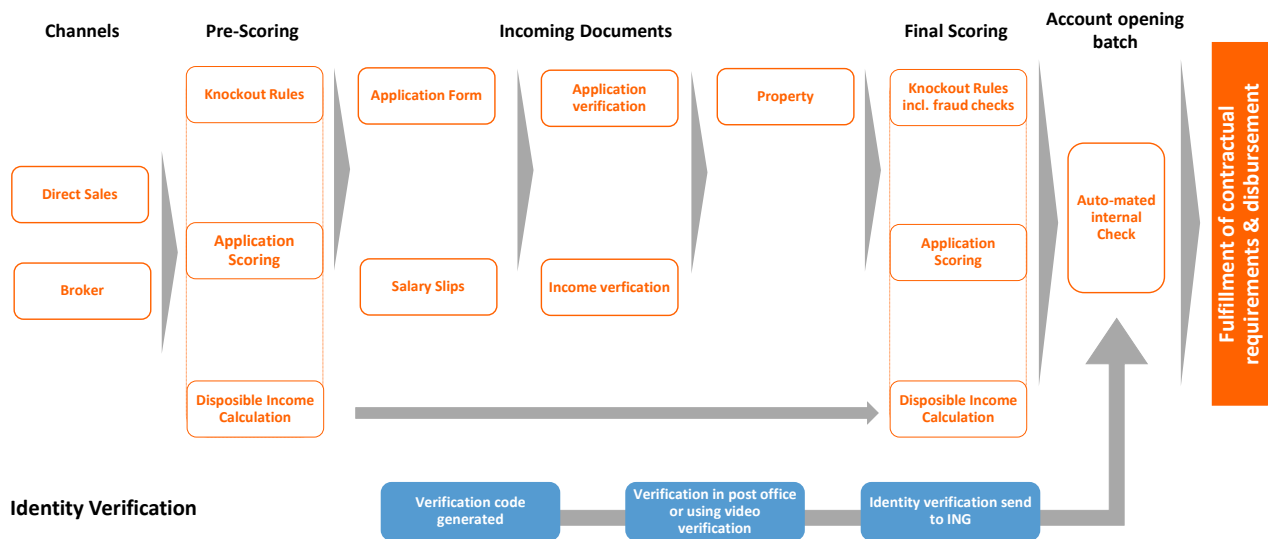 Channels
Pre-Scoring
Incoming Documents
Final Scoring
Account opening
batch
Knockout Rules
Application Form
Application
verification
Property
Knockout Rules
incl. fraud checks
Direct Sales
Broker
Application
Scoring
Salary Slips
Income verfication
Application
Scoring
Auto-mated
internal
Check
Fulfillment of contractual
requirements & disbursement
Disposible Income
Calculation
Disposible Income
Calculation
Identity Verification
Verification code
generated
Verification in post office
or using video
verification
Identity verification send
to ING